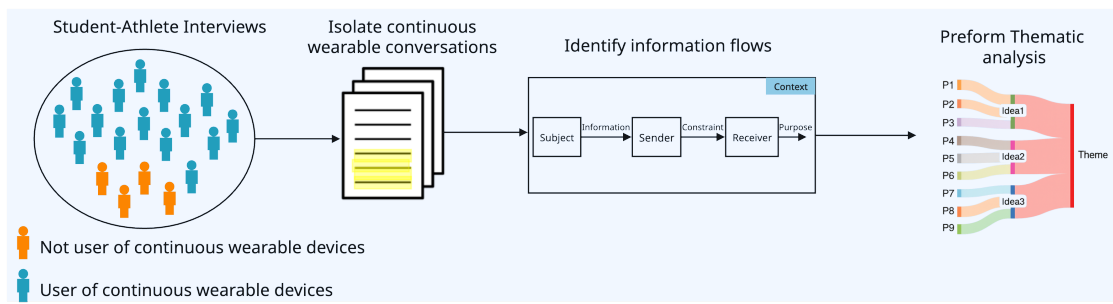 Student-Athlete Interviews
Isolate continuous
wearable conversations
Identify information flows
Preform Thematic
analysis
Context
Subject
Information
Sender
Constraint
Receiver
Purpose
P1
P2
P3
P4
P5
P6
P7
P8
P9
Idea1
Idea2
Idea3
Theme
Not user of continuous wearable devices
User of continuous wearable devices